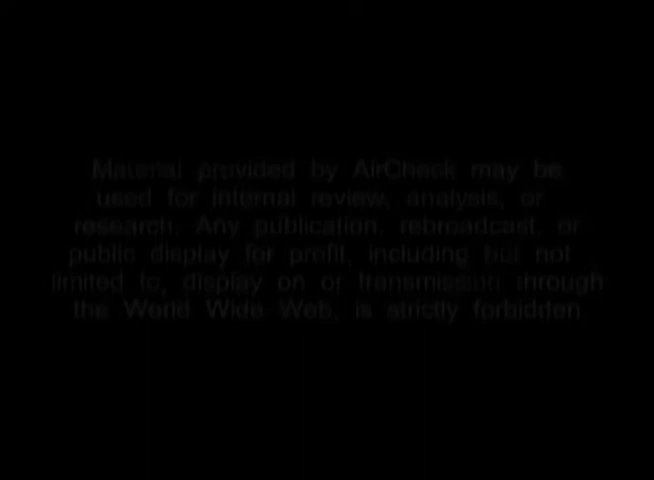 Material provided by AirCheck may be
used for internal review, analysis, or
research. Any publication, rebroadcast, or
public display for profit, including but not
limited to, display on or transmission through
the World Wide Web, is strictly forbidden